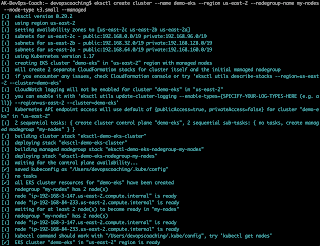 AK-DevOps-Coach:~ devopscoaching$ eksctl create cluster --name demo-eks --region us-east-2 --nodegroup-name my-nodes
--node-type t3.small --managed
[ℹ] eksctl version 0.29.2
[ℹ] using region us-east-2
[ℹ] setting availability zones to [us-east-2c us-east-2b us-east-2a]
[ℹ] subnets for us-east-2c - public:192.168.0.0/19 private:192.168.96.0/19
[ℹ] subnets for us-east-2b - public:192.168.32.0/19 private:192.168.128.0/19
[ℹ] subnets for us-east-2a - public:192.168.64.0/19 private:192.168.160.0/19
[ℹ] using Kubernetes version 1.17
[ℹ] creating EKS cluster "demo-eks" in "us-east-2" region with managed nodes
[ℹ] will create 2 separate CloudFormation stacks for cluster itself and the initial managed nodegroup
[ℹ] if you encounter any issues, check CloudFormation console or try 'eksctl utils describe-stacks --region=us-east-
2 --cluster=demo-eks'
[ℹ] CloudWatch logging will not be enabled for cluster "demo-eks" in "us-east-2"
[ℹ] you can enable it with 'eksctl utils update-cluster-logging --enable-types={SPECIFY-YOUR-LOG-TYPES-HERE (e.g. a
ll)} --region=us-east-2 --cluster=demo-eks'
[ℹ] Kubernetes API endpoint access will use default of {publicAccess=true, privateAccess=false} for cluster "demo-e
ks" in "us-east-2"
[ℹ] 2 sequential tasks: { create cluster control plane "demo-eks", 2 sequential sub-tasks: { no tasks, create manag
ed nodegroup "my-nodes" } }
[ℹ] building cluster stack "eksctl-demo-eks-cluster"
[ℹ] deploying stack "eksctl-demo-eks-cluster"
[ℹ] building managed nodegroup stack "eksctl-demo-eks-nodegroup-my-nodes"
[ℹ] deploying stack "eksctl-demo-eks-nodegroup-my-nodes"
[ℹ] waiting for the control plane availability...
[✔] saved kubeconfig as "/Users/devopscoaching/.kube/config"
[ℹ] no tasks
[✔] all EKS cluster resources for "demo-eks" have been created
[ℹ] nodegroup "my-nodes" has 2 node(s)
[ℹ] node "ip-192-168-3-147.us-east-2.compute.internal" is ready
[ℹ] node "ip-192-168-84-233.us-east-2.compute.internal" is ready
[ℹ] waiting for at least 2 node(s) to become ready in "my-nodes"
[ℹ] nodegroup "my-nodes" has 2 node(s)
[ℹ] node "ip-192-168-3-147.us-east-2.compute.internal" is ready
[ℹ] node "ip-192-168-84-233.us-east-2.compute.internal" is ready
[ℹ] kubectl command should work with "/Users/devopscoaching/.kube/config", try 'kubectl get nodes'
[✔] EKS cluster "demo-eks" in "us-east-2" region is ready